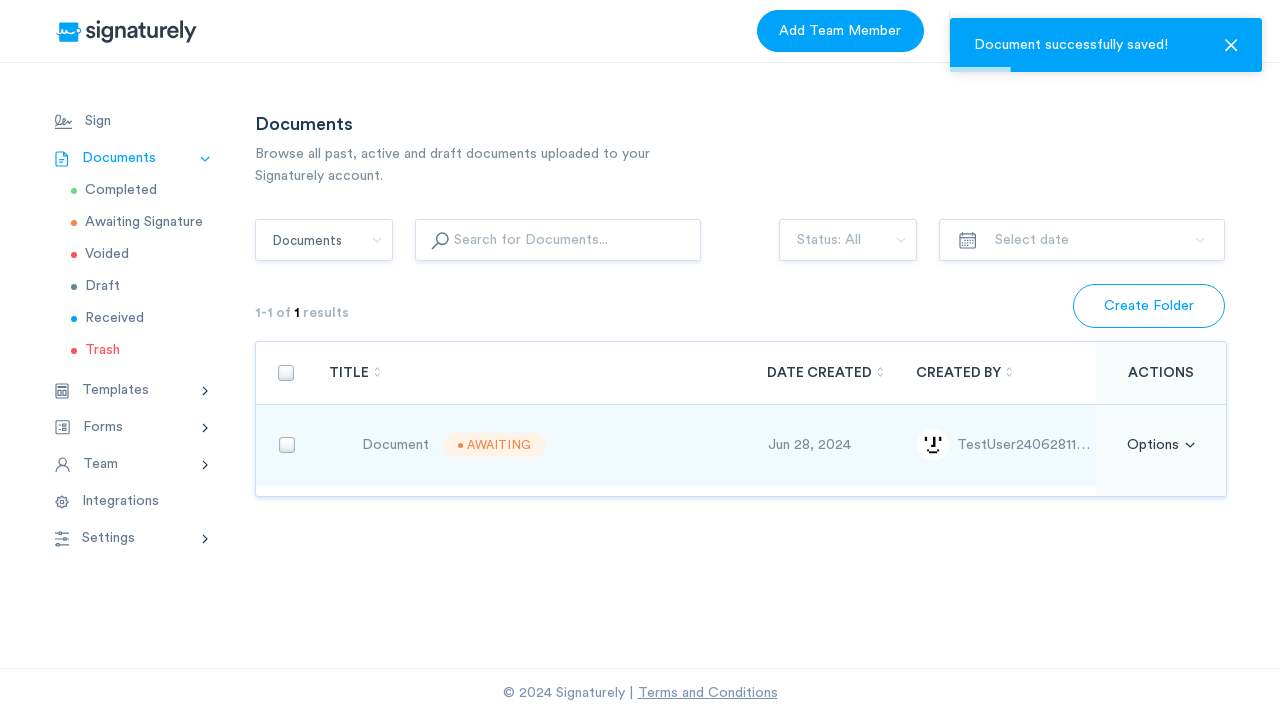 signaturely
Add Team Member
Document successfully saved!
Sign
Documents
Completed
Awaiting Signature
Voided
Draft
Received
Trash
Templates
Forms
Team
Integrations
Settings
Documents
Browse all past, active and draft documents uploaded to your
Signaturely account.
Documents
Search for Documents...
Status: All
Select date
1-1 of 1 results
Create Folder
TITLE
DATE CREATED
CREATED BY
ACTIONS
Document
AWAITING
Jun 28, 2024
TestUser24062811...
Options
© 2024 Signaturely | Terms and Conditions